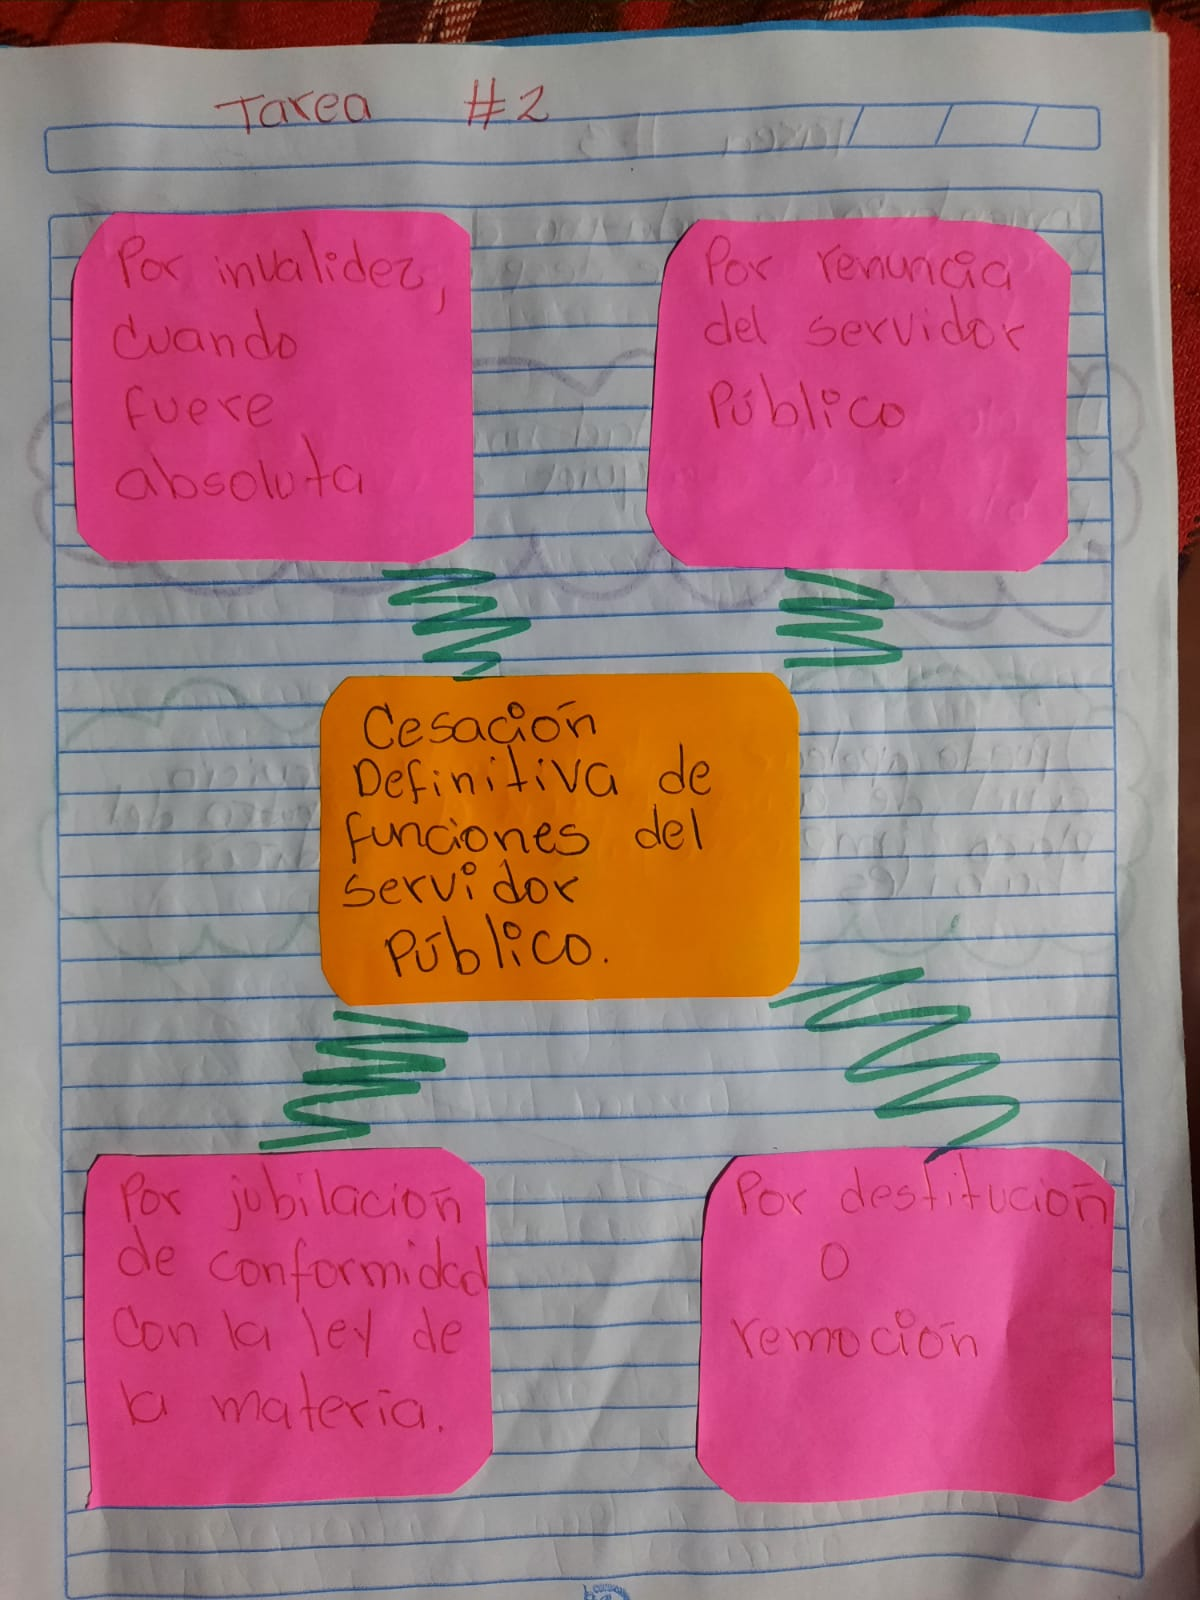 Tarea #2
Por invalidez,
cuando
fuere
absoluta
Por renuncia
del servidor
Público
Cesación
Definitiva de
funciones del
servidor
Público.
Por jubilación
de conformidad
con la ley de
la materia.
Por destitución
O
remoción